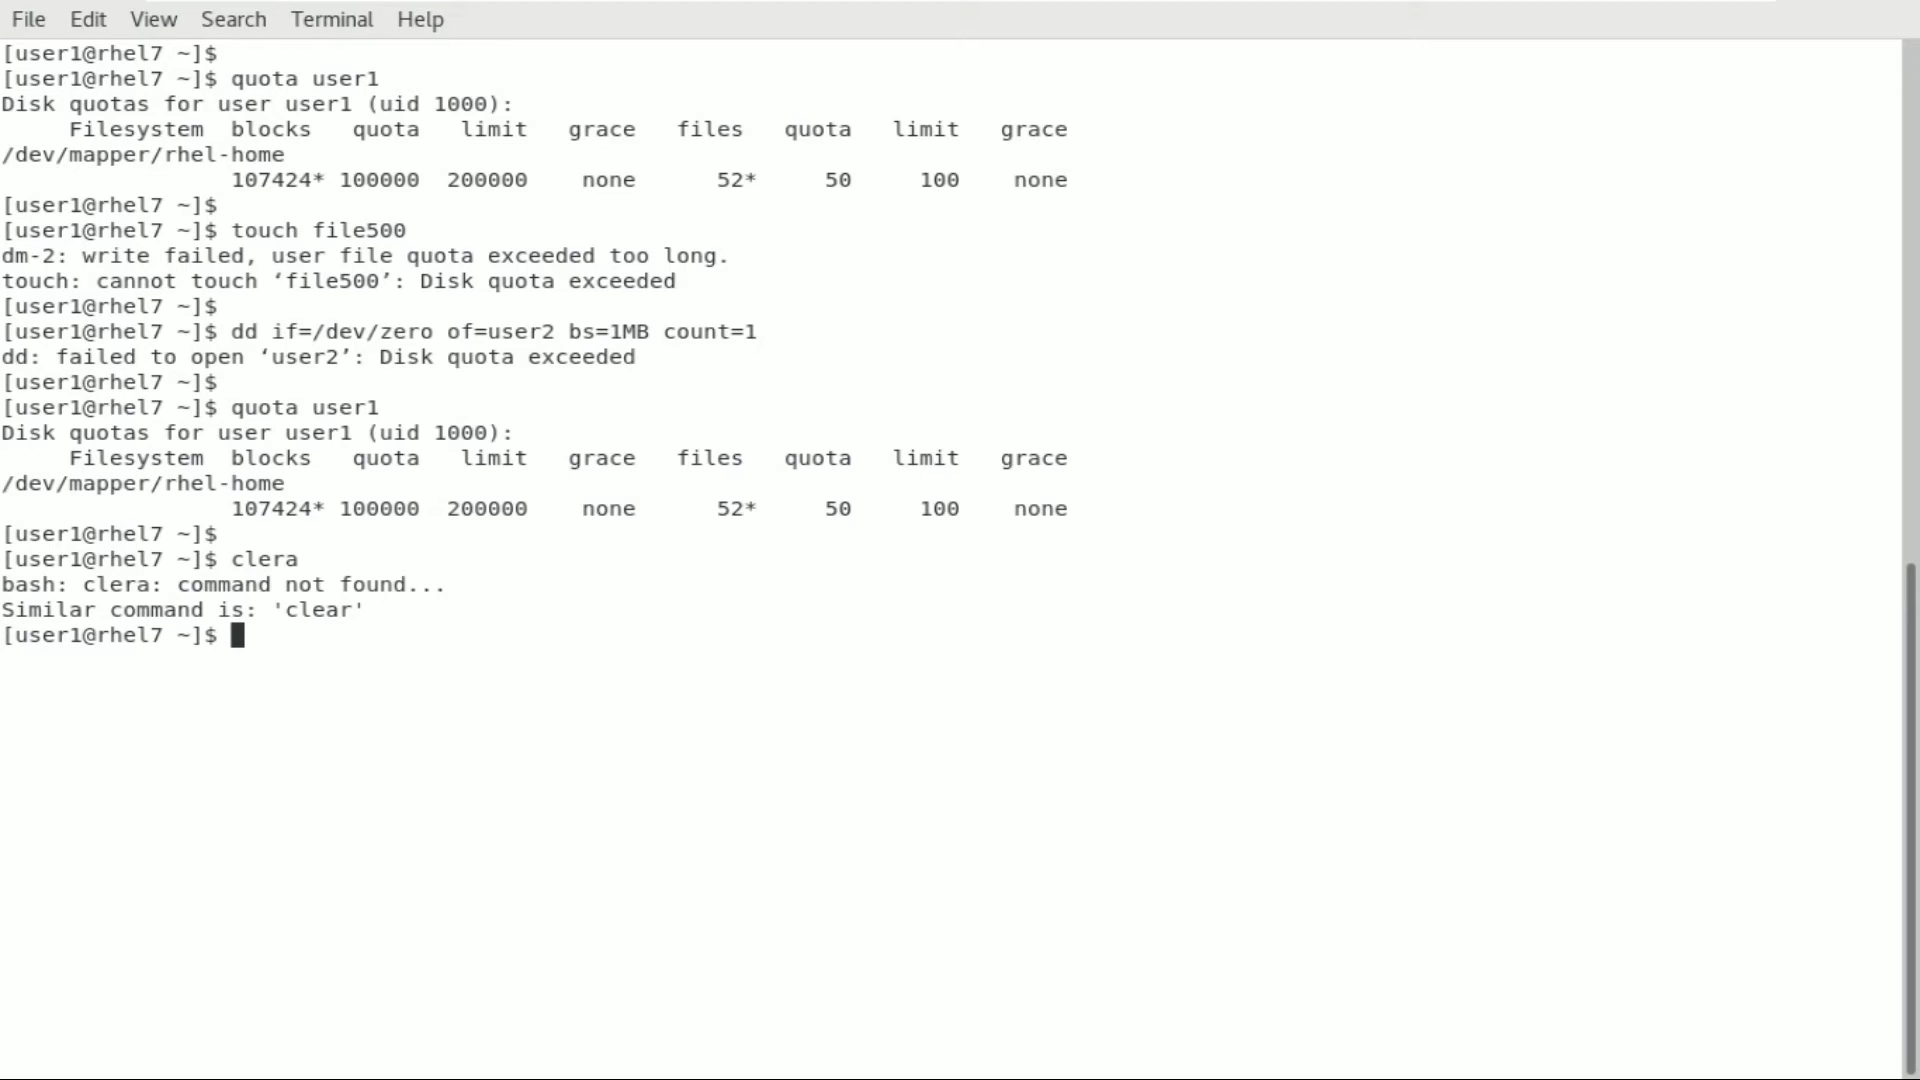 File Edit View Search Terminal Help
[user1@rhel7 ~]$
[user1@rhel7 ~]$ quota user1
Disk quotas for user user1 (uid 1000):
     Filesystem  blocks   quota   limit   grace   files   quota   limit   grace
/dev/mapper/rhel-home
                 107424* 100000  200000    none      52*     50     100    none
[user1@rhel7 ~]$
[user1@rhel7 ~]$ touch file500
dm-2: write failed, user file quota exceeded too long.
touch: cannot touch ‘file500’: Disk quota exceeded
[user1@rhel7 ~]$
[user1@rhel7 ~]$ dd if=/dev/zero of=user2 bs=1MB count=1
dd: failed to open ‘user2’: Disk quota exceeded
[user1@rhel7 ~]$
[user1@rhel7 ~]$ quota user1
Disk quotas for user user1 (uid 1000):
     Filesystem  blocks   quota   limit   grace   files   quota   limit   grace
/dev/mapper/rhel-home
                 107424* 100000  200000    none      52*     50     100    none
[user1@rhel7 ~]$
[user1@rhel7 ~]$ clera
bash: clera: command not found...
Similar command is: 'clear'
[user1@rhel7 ~]$